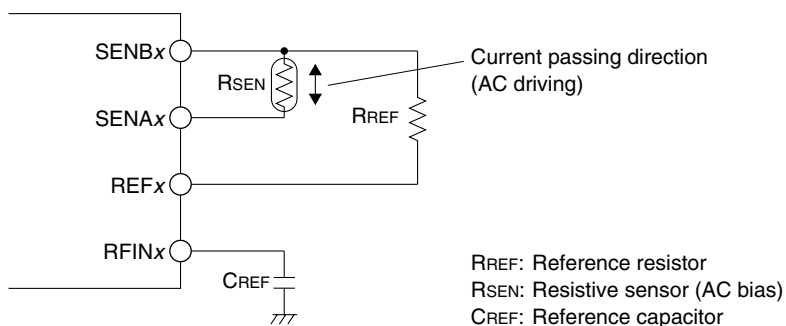 SENBx
RSEN
Current passing direction
(AC driving)
SENAx
RREF
REFx
RFINx
CREF
RREF: Reference resistor
RSEN: Resistive sensor (AC bias)
CREF: Reference capacitor